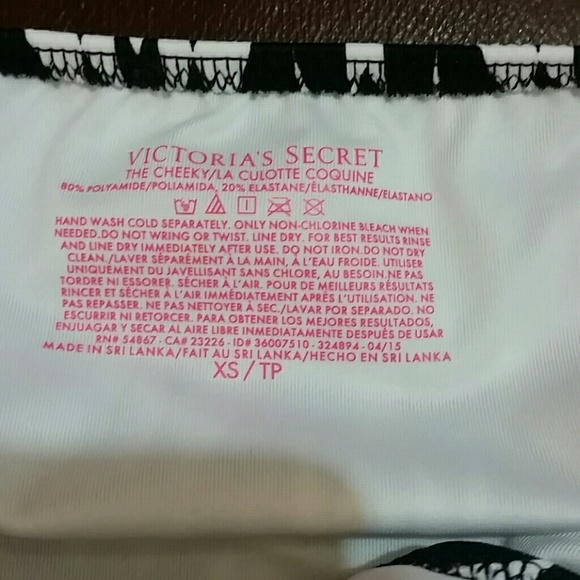 VICTORIA'S SECRET
THE CHEEKY/LA CULOTTE COQUINE
80% POLYAMIDE/POLIAMIDA, 20% ELASTANE/ÉLASTHANNE/ELASTANO
HAND WASH COLD SEPARATELY. ONLY NON-CHLORINE BLEACH WHEN
NEEDED.DO NOT WRING OR TWIST. LINE DRY. FOR BEST RESULTS RINSE
AND LINE DRY IMMEDIATELY AFTER USE. DO NOT IRON.DO NOT DRY
CLEAN./LAVER SÉPARÉMENT À LA MAIN, À L'EAU FROIDE. UTILISER
UNIQUEMENT DU JAVELLISANT SANS CHLORE, AU BESOIN.NE PAS
TORDRE NI ESSORER. SÉCHER À L'AIR. POUR DE MEILLEURS RÉSULTATS
RINCER ET SÉCHER À L'AIR IMMÉDIATEMENT APRÈS L'UTILISATION. NE
PAS REPASSER. NE PAS NETTOYER À SEC./LAVAR POR SEPARADO. NO
ESCURRIR NI RETORCER. PARA OBTENER LOS MEJORES RESULTADOS,
ENJUAGAR Y SECAR AL AIRE LIBRE INMEDIATAMENTE DESPUÉS DE USAR
RN# 54867 - CA# 23226 - ID# 36007510 - 324894 - 04/15
MADE IN SRI LANKA/FAIT AU SRI LANKA/HECHO EN SRI LANKA
XS/TP